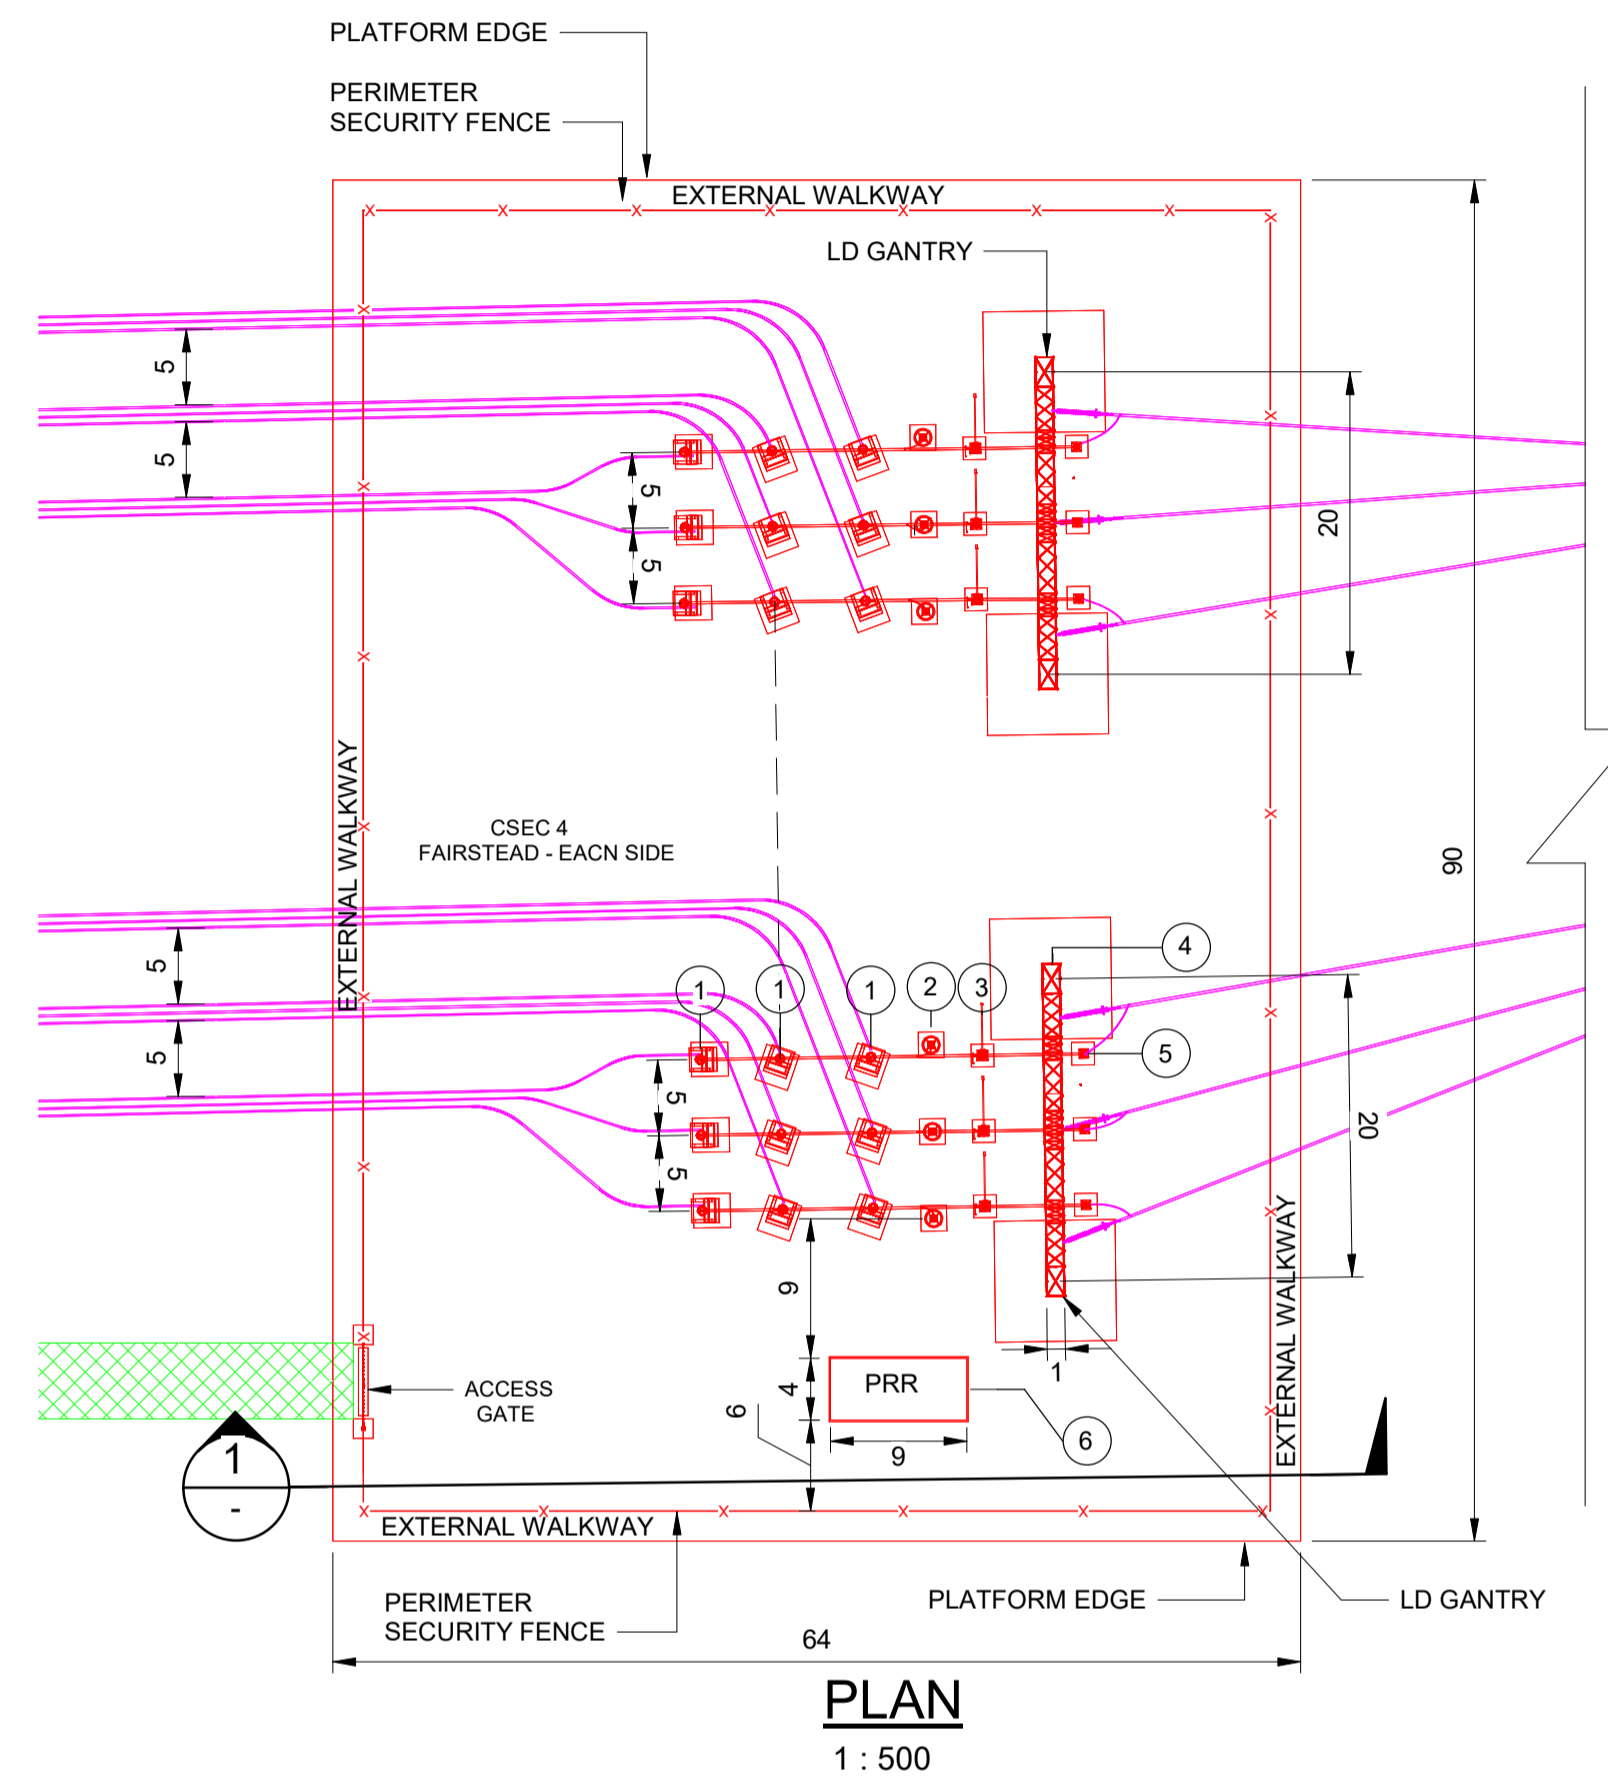 PLATFORM EDGE
PERIMETER
SECURITY FENCE
EXTERNAL WALKWAY
LD GANTRY
5
5
5
5
20
EXTERNAL WALKWAY
CSEC 4
FAIRSTEAD - EACN SIDE
90
5
5
1
1
1
2
3
4
5
5
5
20
EXTERNAL WALKWAY
9
4
6
PRR
9
1
6
ACCESS
GATE
1
-
EXTERNAL WALKWAY
PERIMETER
SECURITY FENCE
PLATFORM EDGE
LD GANTRY
64
PLAN
1 : 500